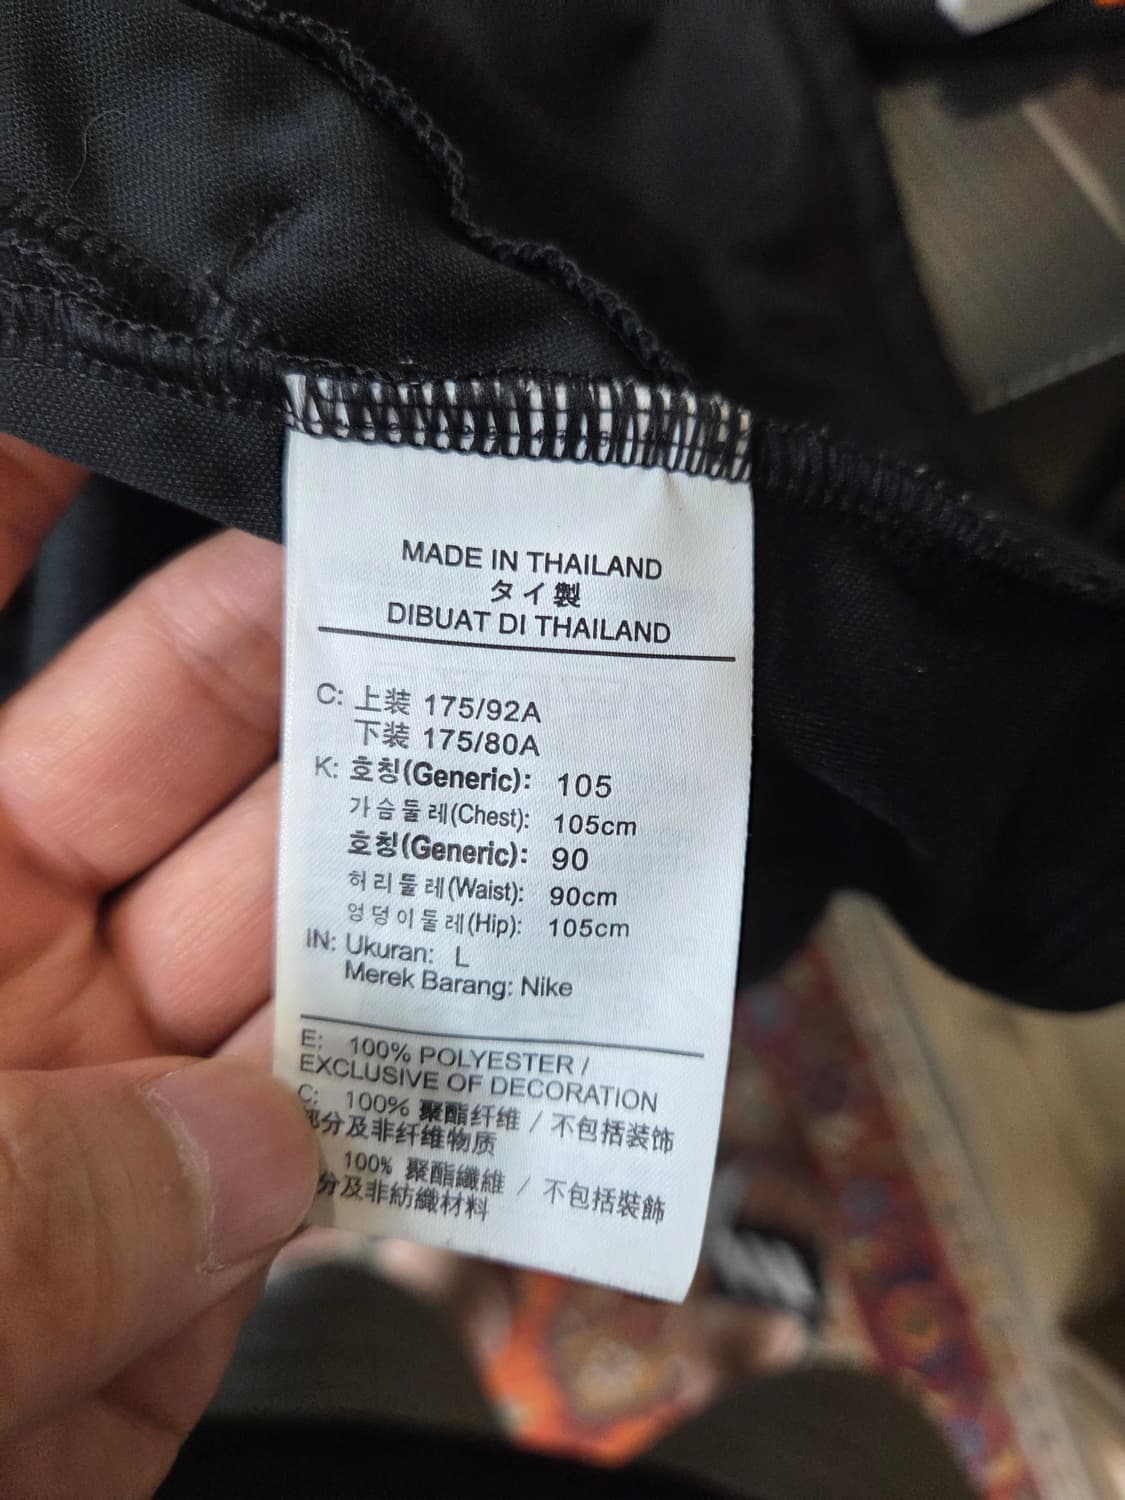 MADE IN THAILAND
タイ製
DIBUAT DI THAILAND
C: 上装 175/92A
下装 175/80A
K: 호칭(Generic): 105
가슴둘레(Chest): 105cm
호칭(Generic): 90
허리둘레(Waist): 90cm
엉덩이둘레(Hip): 105cm
IN: Ukuran: L
Merek Barang: Nike
E: 100% POLYESTER /
EXCLUSIVE OF DECORATION
C: 100% 聚酯纤维 / 不包括装饰
部分及非纤维物质
100% 聚酯纖維 / 不包括裝飾
分及非紡織材料